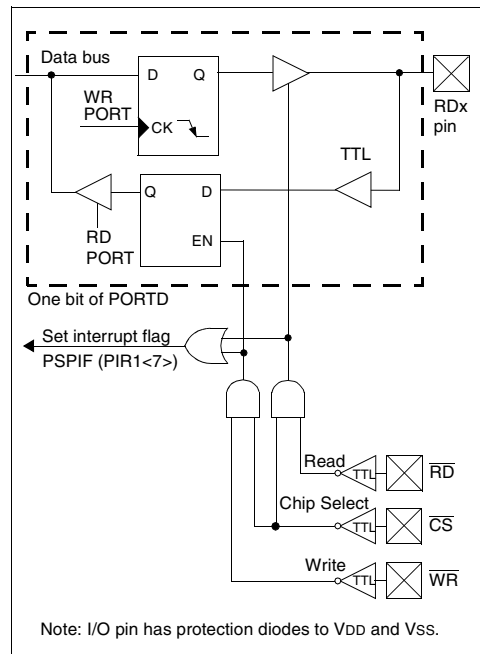 Data bus
D Q
WR
PORT
CK
RDx
pin
TTL
Q D
EN
RD
PORT
One bit of PORTD
Set interrupt flag
PSPIF (PIR1<7>)
Read
TTL
RD
Chip Select
TTL
CS
Write
TTL
WR
Note: I/O pin has protection diodes to VDD and VSS.